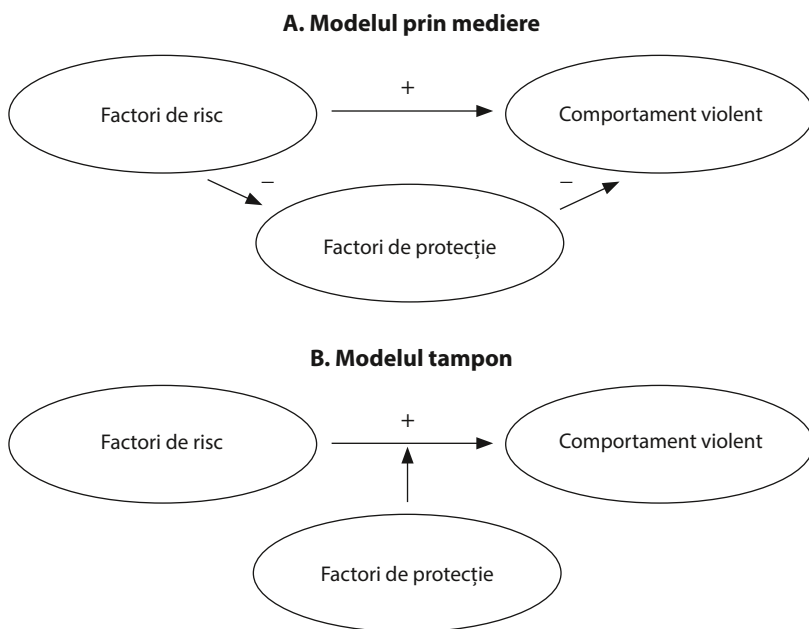 A. Modelul prin mediere
+
Factori de risc
Comportament violent
–
–
Factori de protecție
B. Modelul tampon
+
Factori de risc
Comportament violent
Factori de protecție